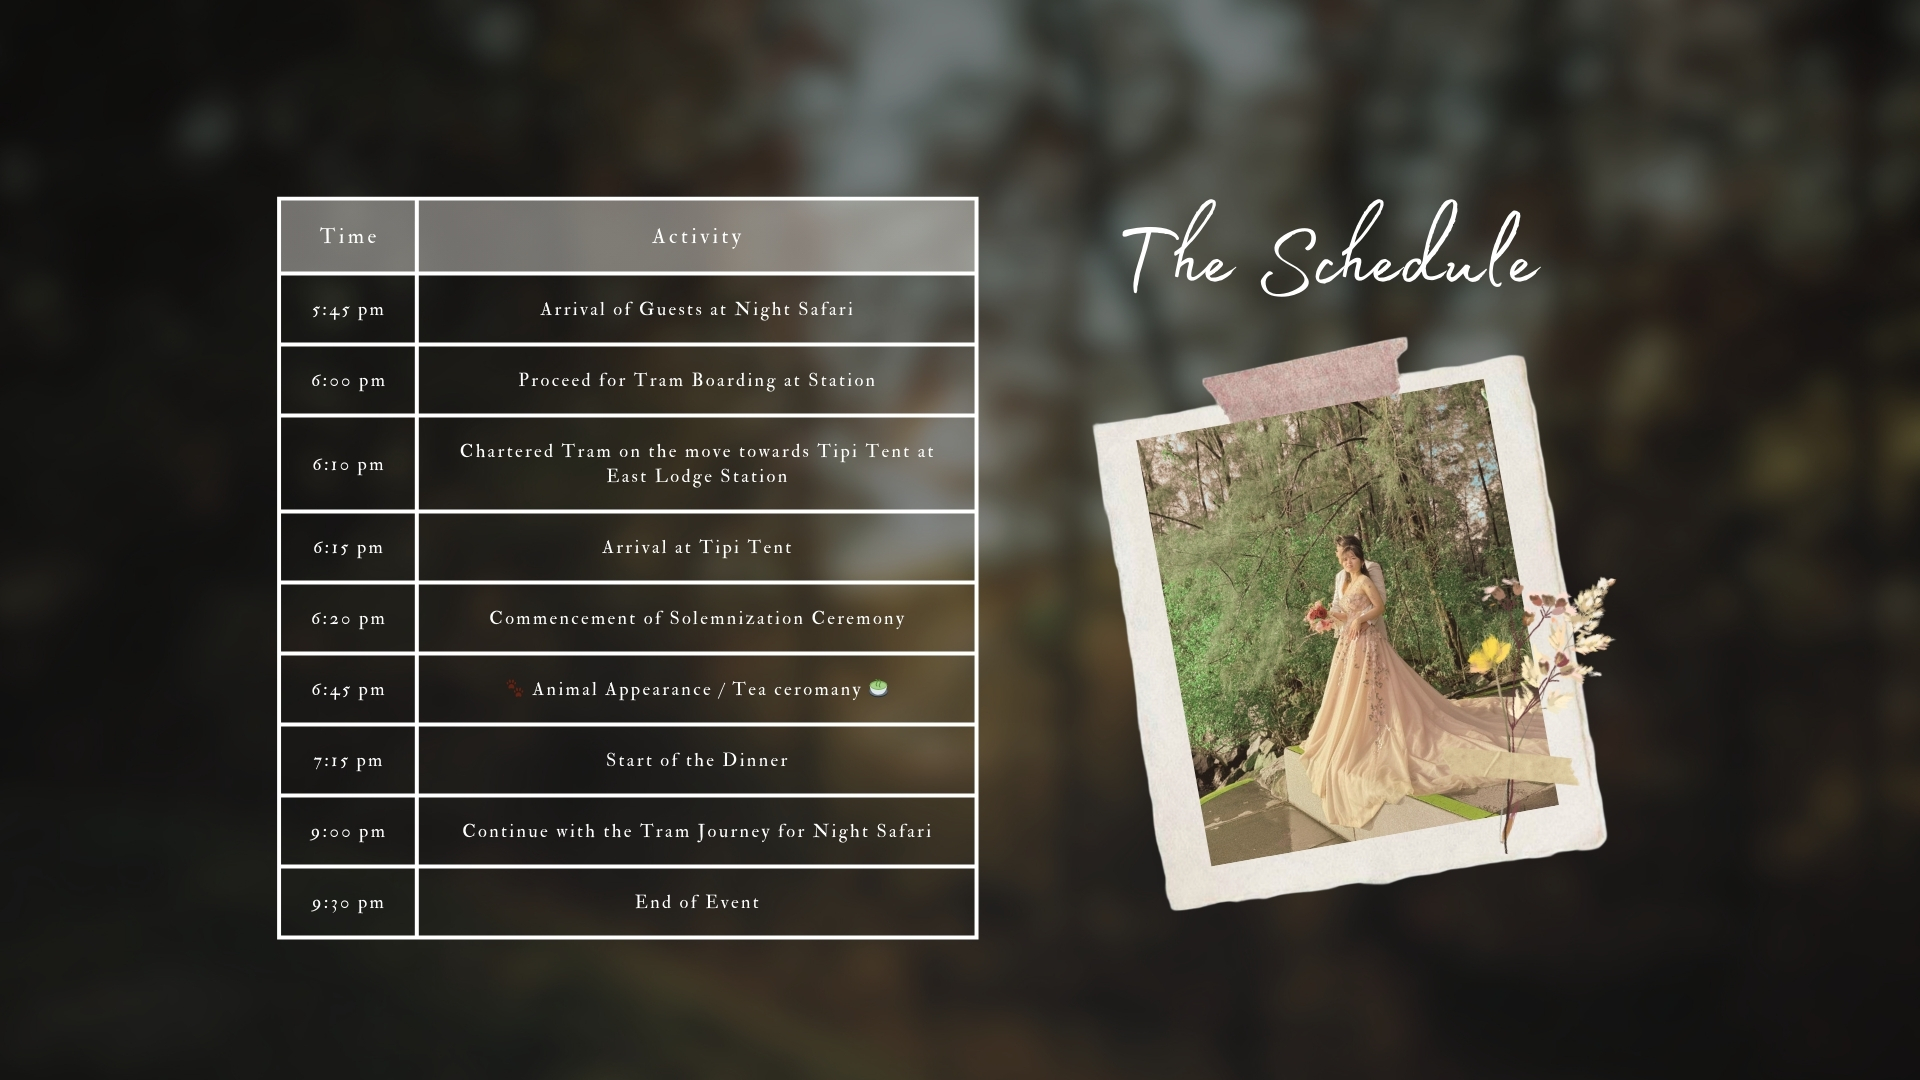 The Schedule
Time Activity
5:45 pm Arrival of Guests at Night Safari
6:00 pm Proceed for Tram Boarding at Station
6:10 pm Chartered Tram on the move towards Tipi Tent at
East Lodge Station
6:15 pm Arrival at Tipi Tent
6:20 pm Commencement of Solemnization Ceremony
6:45 pm 🐾 Animal Appearance / Tea ceromany 🍵
7:15 pm Start of the Dinner
9:00 pm Continue with the Tram Journey for Night Safari
9:30 pm End of Event